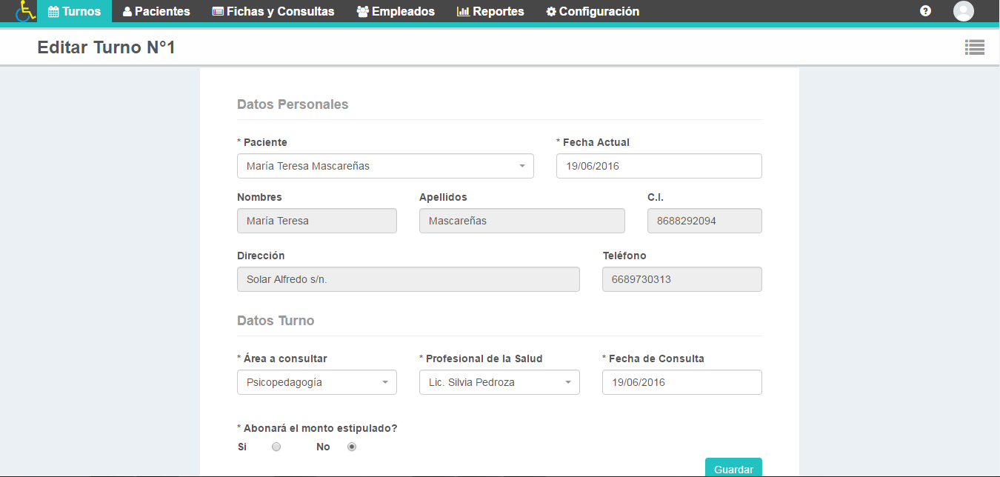 Turnos Pacientes Fichas y Consultas Empleados Reportes Configuración ?
Editar Turno N°1
Datos Personales
* Paciente * Fecha Actual
María Teresa Mascareñas 19/06/2016
Nombres Apellidos C.I.
María Teresa Mascareñas 8688292094
Dirección Teléfono
Solar Alfredo s/n. 6689730313
Datos Turno
* Área a consultar * Profesional de la Salud * Fecha de Consulta
Psicopedagogía Lic. Silvia Pedroza 19/06/2016
* Abonará el monto estipulado?
Si No
Guardar